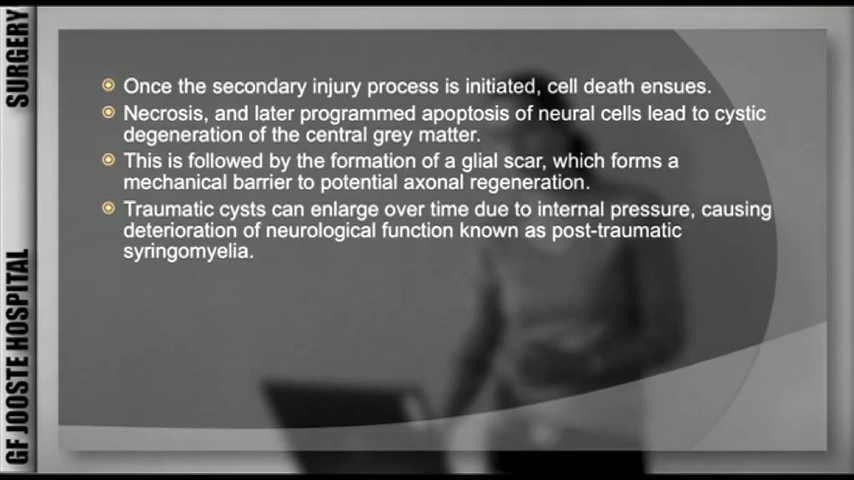 SURGERY
GF JOOSTE HOSPITAL
Once the secondary injury process is initiated, cell death ensues.
Necrosis, and later programmed apoptosis of neural cells lead to cystic
degeneration of the central grey matter.
This is followed by the formation of a glial scar, which forms a
mechanical barrier to potential axonal regeneration.
Traumatic cysts can enlarge over time due to internal pressure, causing
deterioration of neurological function known as post-traumatic
syringomyelia.